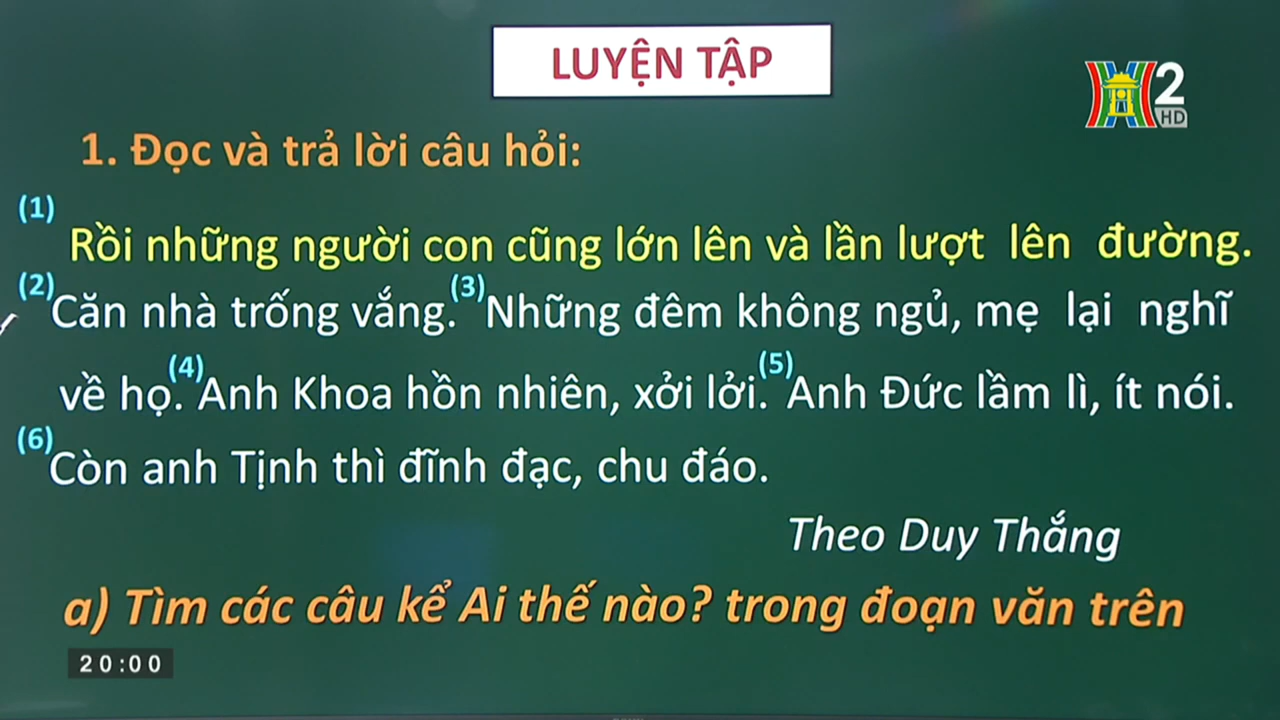 LUYỆN TẬP
2
HD
1. Đọc và trả lời câu hỏi:
(1)
Rồi những người con cũng lớn lên và lần lượt lên đường.
(2) Căn nhà trống vắng. (3) Những đêm không ngủ, mẹ lại nghĩ
về họ. (4) Anh Khoa hồn nhiên, xởi lởi. (5) Anh Đức lầm lì, ít nói.
(6) Còn anh Tịnh thì đĩnh đạc, chu đáo.
Theo Duy Thắng
a) Tìm các câu kể Ai thế nào? trong đoạn văn trên
20:00